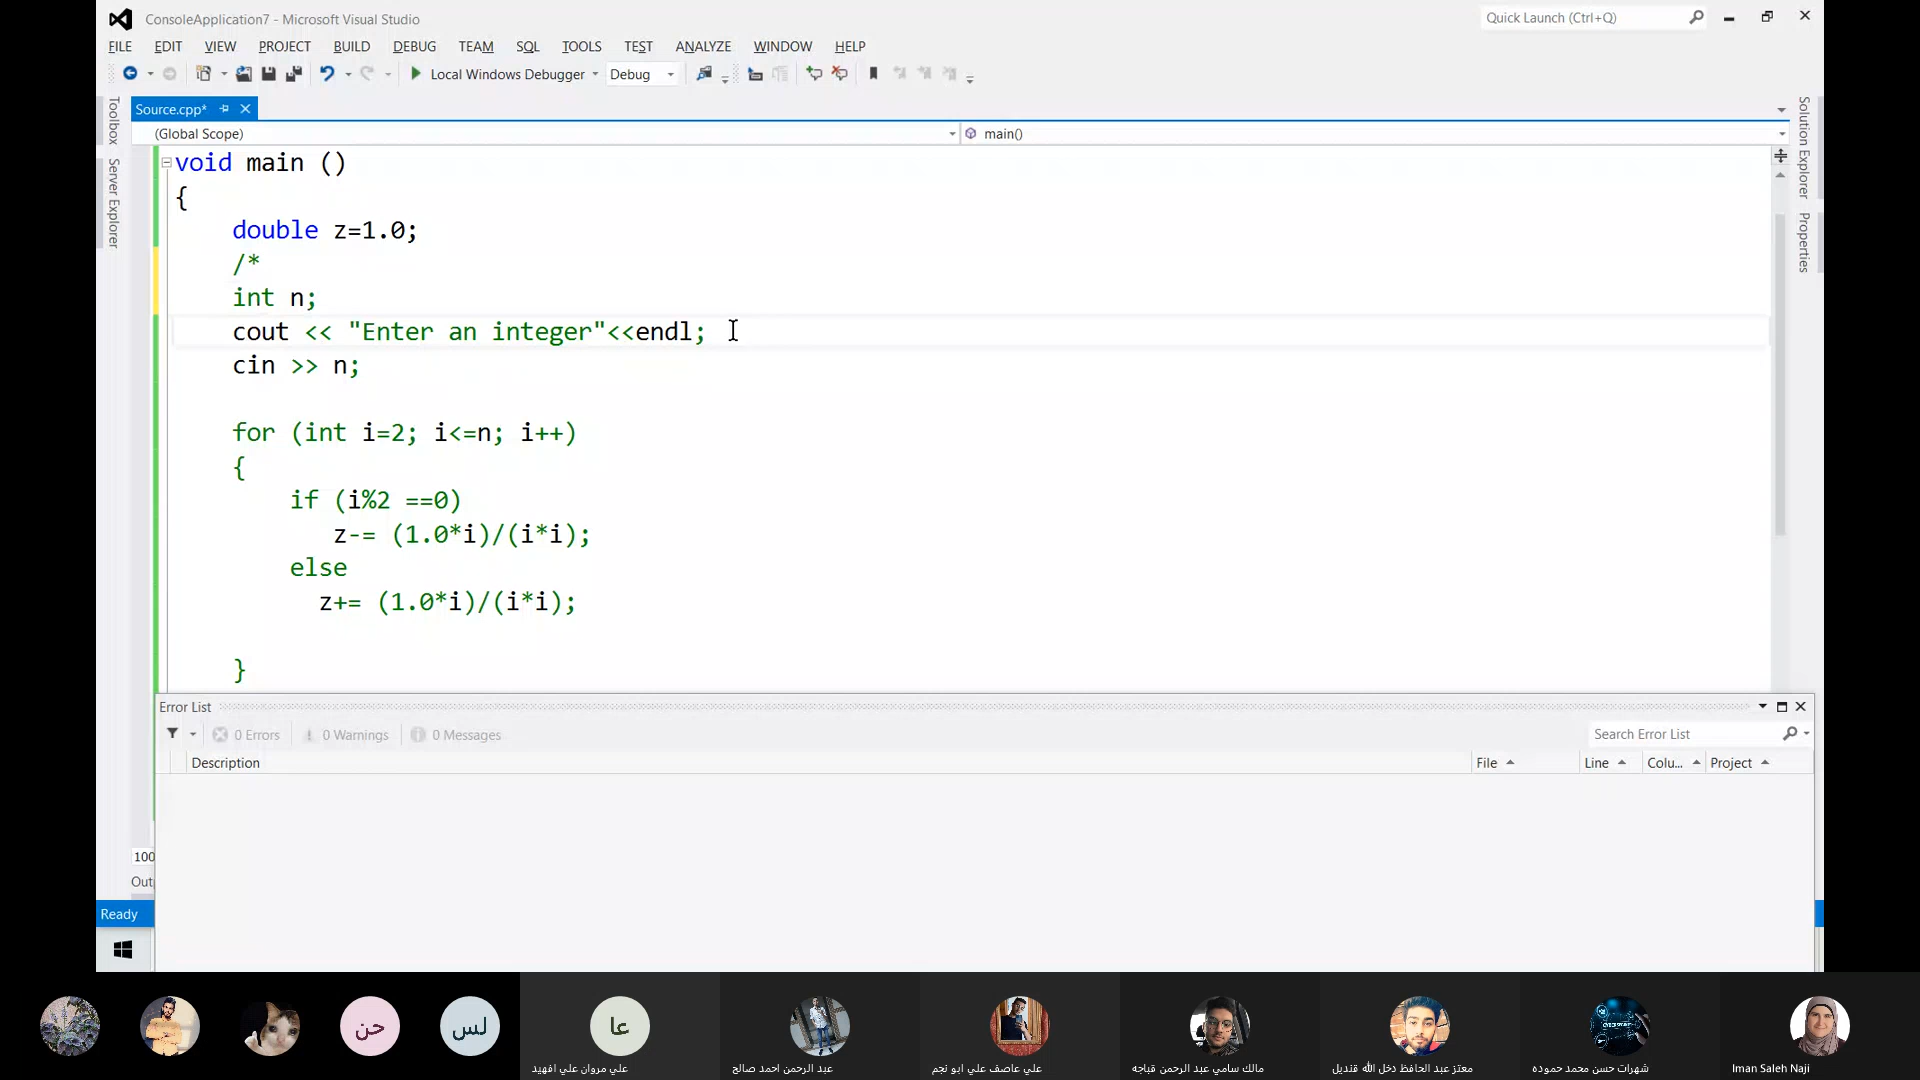 ConsoleApplication7 - Microsoft Visual Studio
Quick Launch (Ctrl+Q)
FILE EDIT VIEW PROJECT BUILD DEBUG TEAM SQL TOOLS TEST ANALYZE WINDOW HELP
Local Windows Debugger Debug
Toolbox
Server Explorer
Source.cpp*
Solution Explorer
Properties
(Global Scope) main()
void main ()
{
double z=1.0;
/*
int n;
cout << "Enter an integer"<<endl;
cin >> n;
for (int i=2; i<=n; i++)
{
if (i%2 ==0)
z-= (1.0*i)/(i*i);
else
z+= (1.0*i)/(i*i);
}
Error List
0 Errors 0 Warnings 0 Messages
Search Error List
Description File Line Colu... Project
100
Out
Ready
حن
لس
عا
علي مروان علي افهيد
عبد الرحمن احمد صالح
علي عاصف علي ابو نجم
مالك سامي عبد الرحمن قباجه
معتز عبد الحافظ دخل الله قنديل
شهرات حسن محمد حموده
Iman Saleh Naji